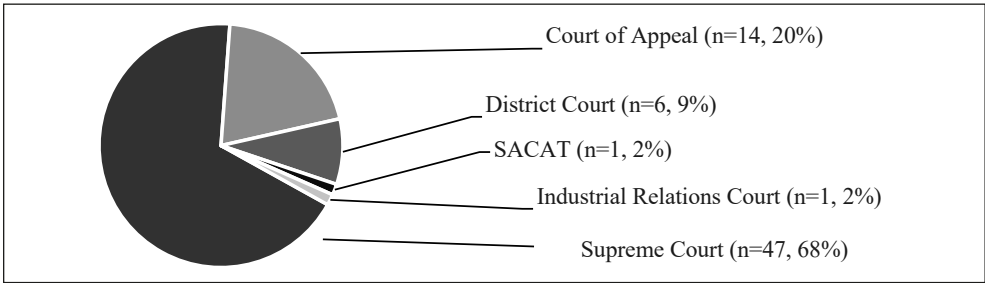 Court of Appeal (n=14, 20%)
District Court (n=6, 9%)
SACAT (n=1, 2%)
Industrial Relations Court (n=1, 2%)
Supreme Court (n=47, 68%)